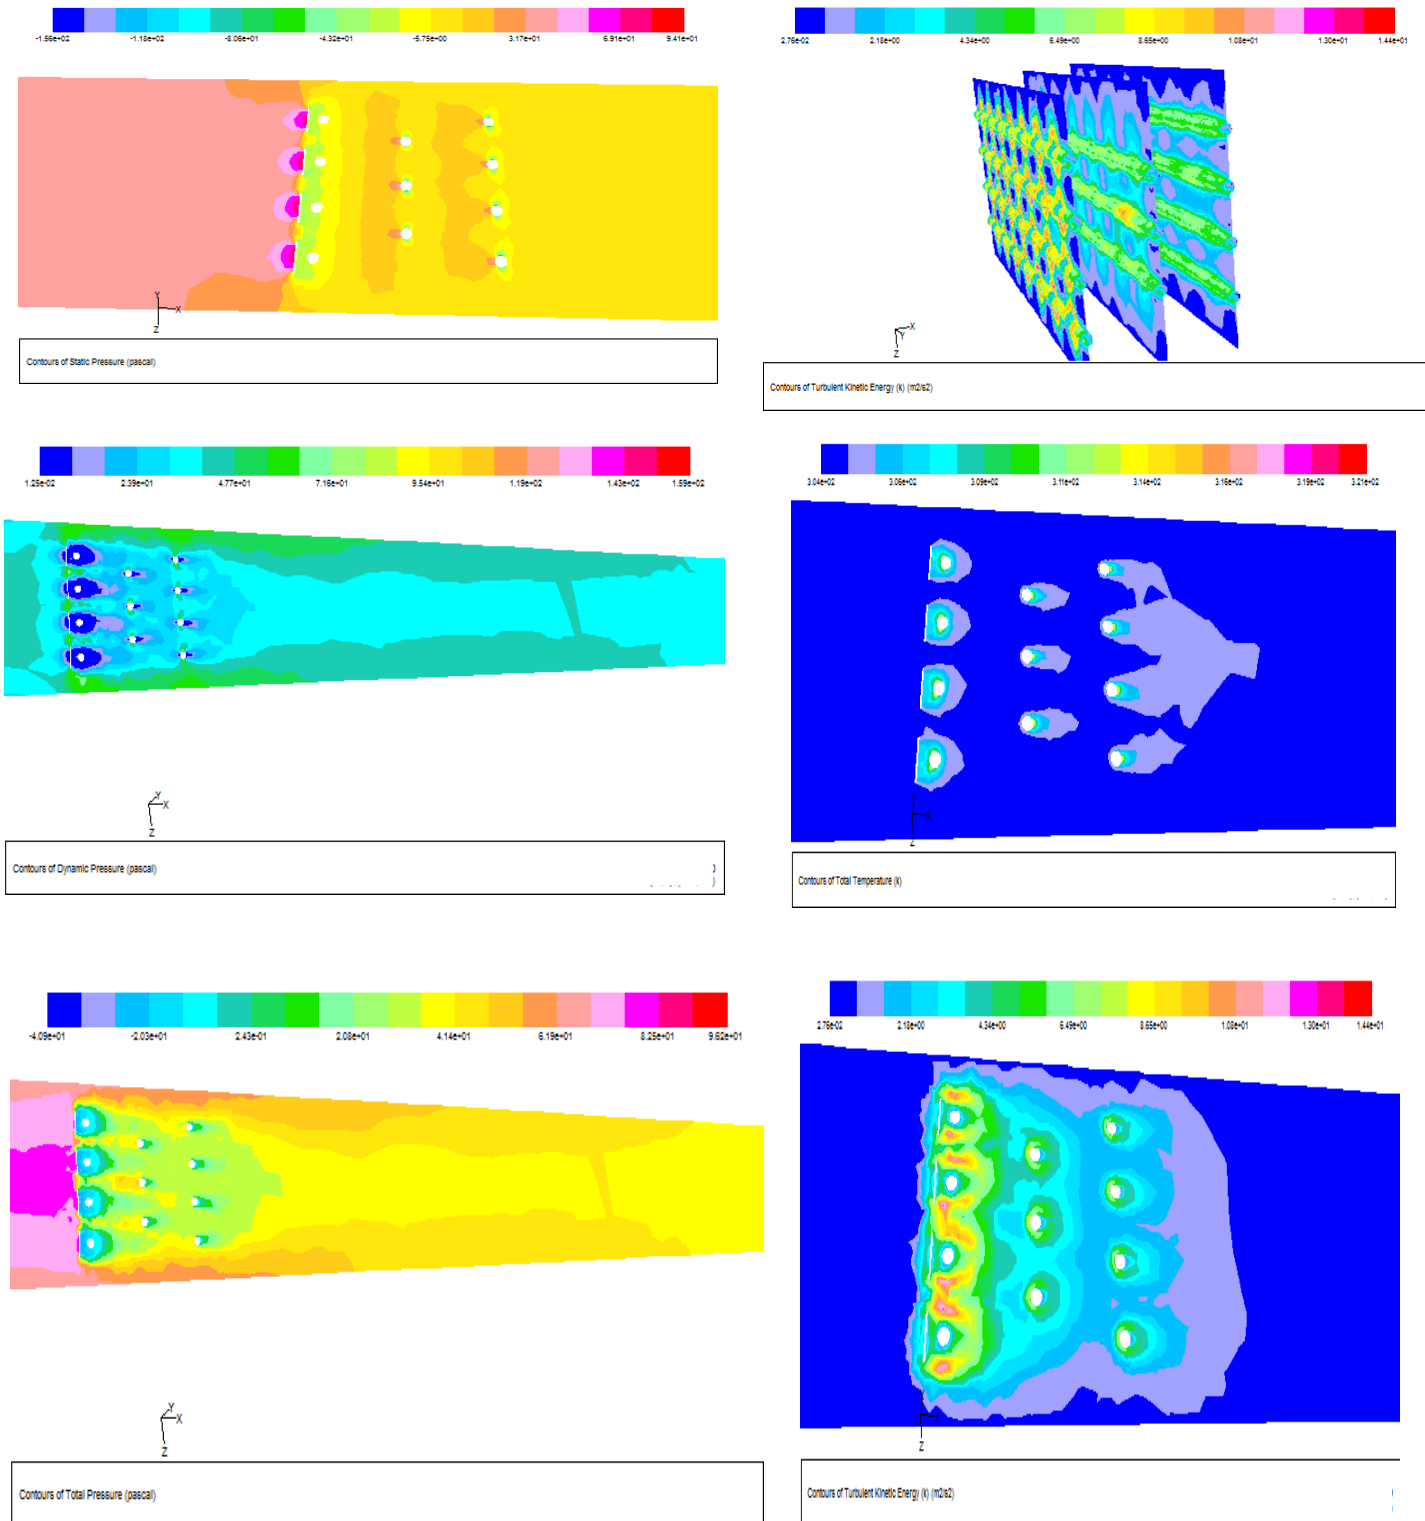 -1.56e+02 -1.18e+02 -8.06e+01 -4.32e+01 -5.75e+00 3.17e+01 6.91e+01 9.41e+01
Y
X
Z
Contours of Static Pressure (pascal)
2.76e-02 2.18e+00 4.34e+00 6.49e+00 8.65e+00 1.08e+01 1.30e+01 1.44e+01
X
Y
Z
Contours of Turbulent Kinetic Energy (k) (m2/s2)
1.25e-02 2.39e+01 4.77e+01 7.16e+01 9.54e+01 1.19e+02 1.43e+02 1.59e+02
Y
X
Z
Contours of Dynamic Pressure (pascal)
3.04e+02 3.06e+02 3.09e+02 3.11e+02 3.14e+02 3.16e+02 3.19e+02 3.21e+02
Y
X
Z
Contours of Total Temperature (k)
-4.09e+01 -2.03e+01 2.43e-01 2.08e+01 4.14e+01 6.19e+01 8.25e+01 9.62e+01
Y
X
Z
Contours of Total Pressure (pascal)
2.76e-02 2.18e+00 4.34e+00 6.49e+00 8.65e+00 1.08e+01 1.30e+01 1.44e+01
Y
X
Z
Contours of Turbulent Kinetic Energy (k) (m2/s2)